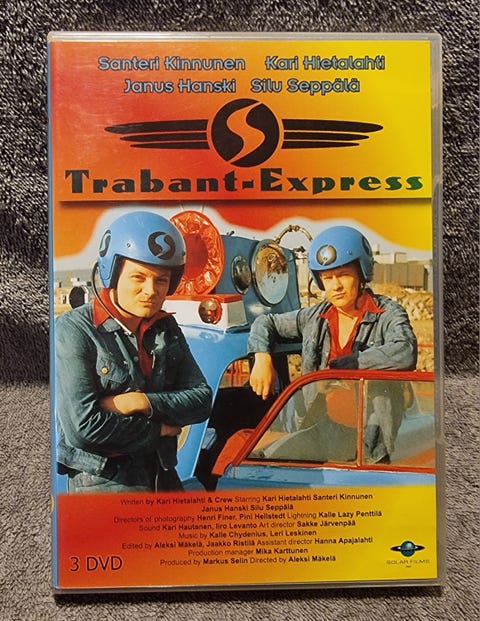 Santeri Kinnunen Kari Hietalahti
Janus Hanski Silu Seppälä
Trabant-Express
Written by Kari Hietalahti & Crew Starring Kari Hietalahti Santeri Kinnunen
Janus Hanski Silu Seppälä
Directors of photography Henri Finer, Pini Hellstedt Lightning Kalle Lazy Penttilä
Sound Kari Hautanen, Iiro Levanto Art director Sakke Järvenpää
Music by Kalle Chydenius, Leri Leskinen
Edited by Aleksi Mäkelä, Jaakko Ristilä Assistant director Hanna Apajalahti
Production manager Mika Karttunen
Produced by Markus Selin Directed by Aleksi Mäkelä
3 DVD
SOLAR FILMS